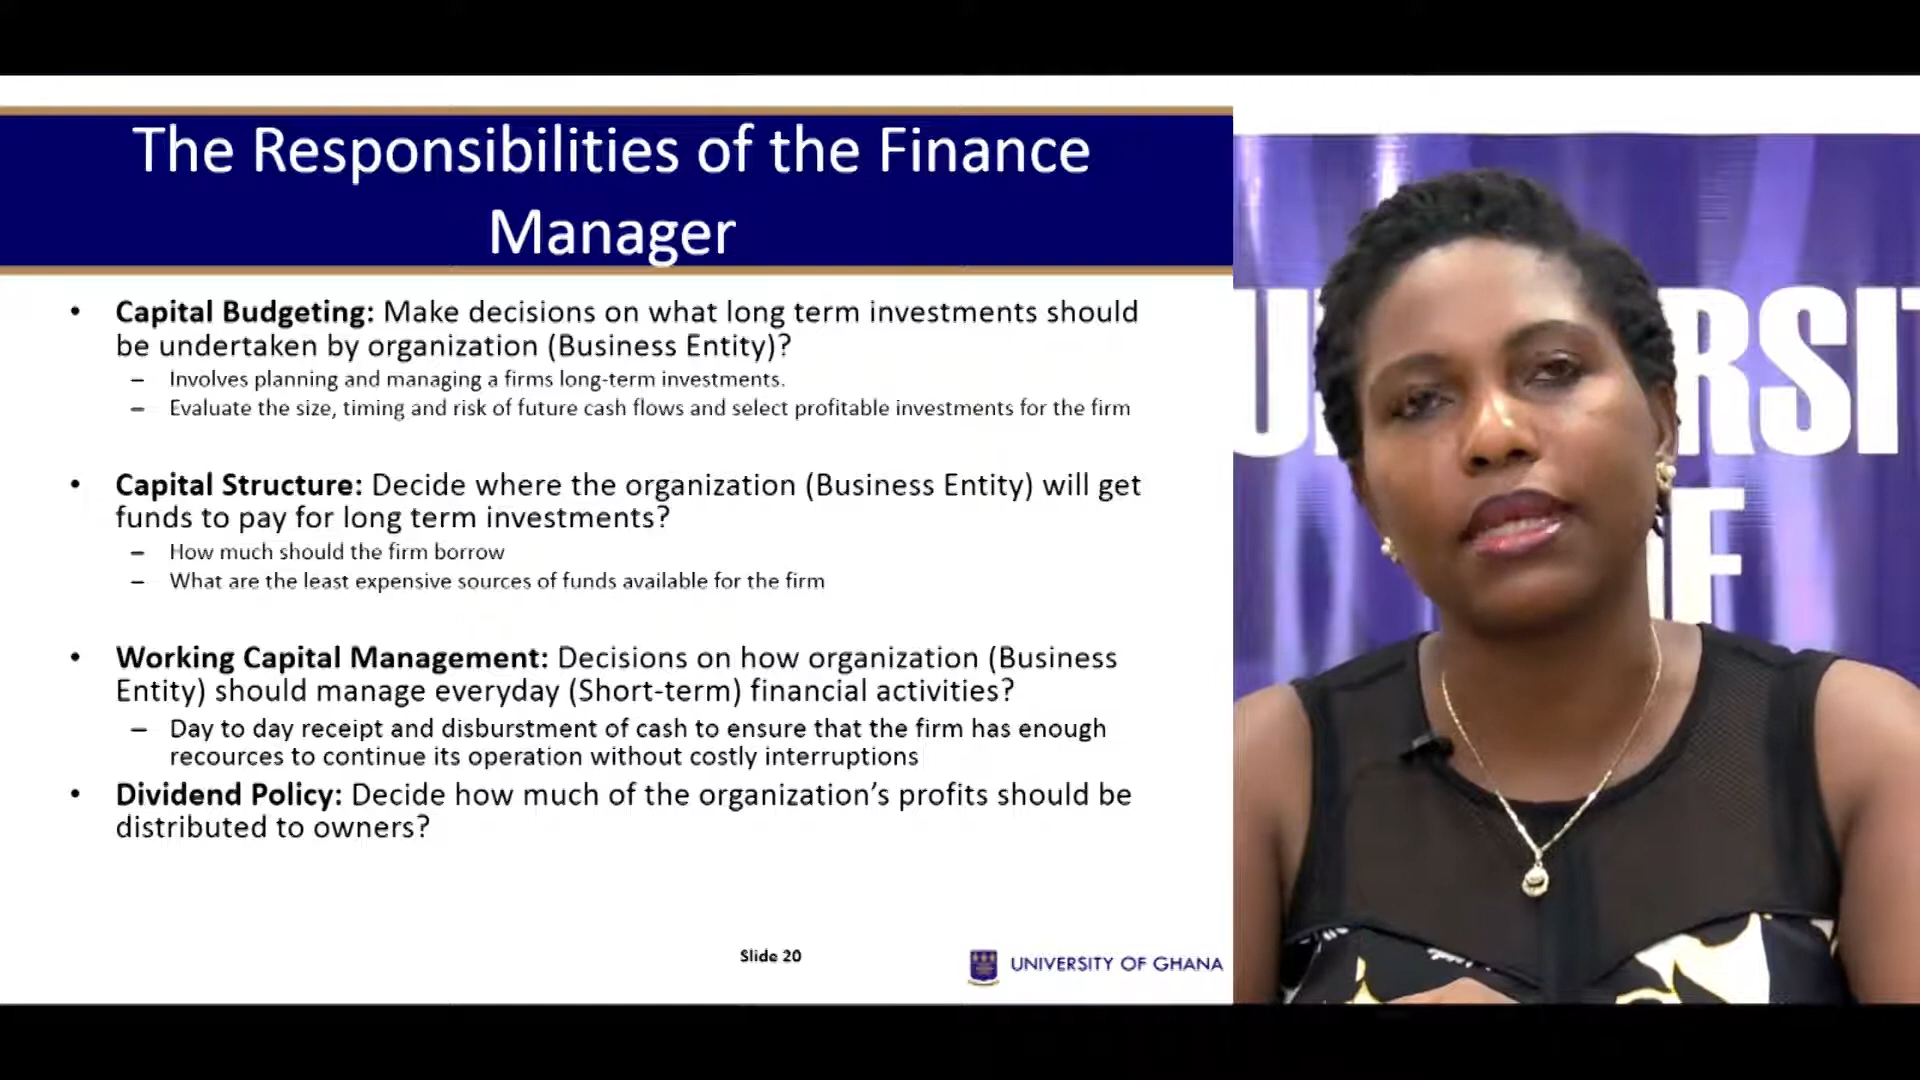 The Responsibilities of the Finance
Manager
• Capital Budgeting: Make decisions on what long term investments should
be undertaken by organization (Business Entity)?
– Involves planning and managing a firms long-term investments.
– Evaluate the size, timing and risk of future cash flows and select profitable investments for the firm
• Capital Structure: Decide where the organization (Business Entity) will get
funds to pay for long term investments?
– How much should the firm borrow
– What are the least expensive sources of funds available for the firm
• Working Capital Management: Decisions on how organization (Business
Entity) should manage everyday (Short-term) financial activities?
– Day to day receipt and disburstment of cash to ensure that the firm has enough
recources to continue its operation without costly interruptions
• Dividend Policy: Decide how much of the organization's profits should be
distributed to owners?
Slide 20
UNIVERSITY OF GHANA